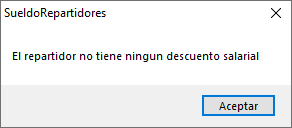 SueldoRepartidores
El repartidor no tiene ningun descuento salarial
Aceptar